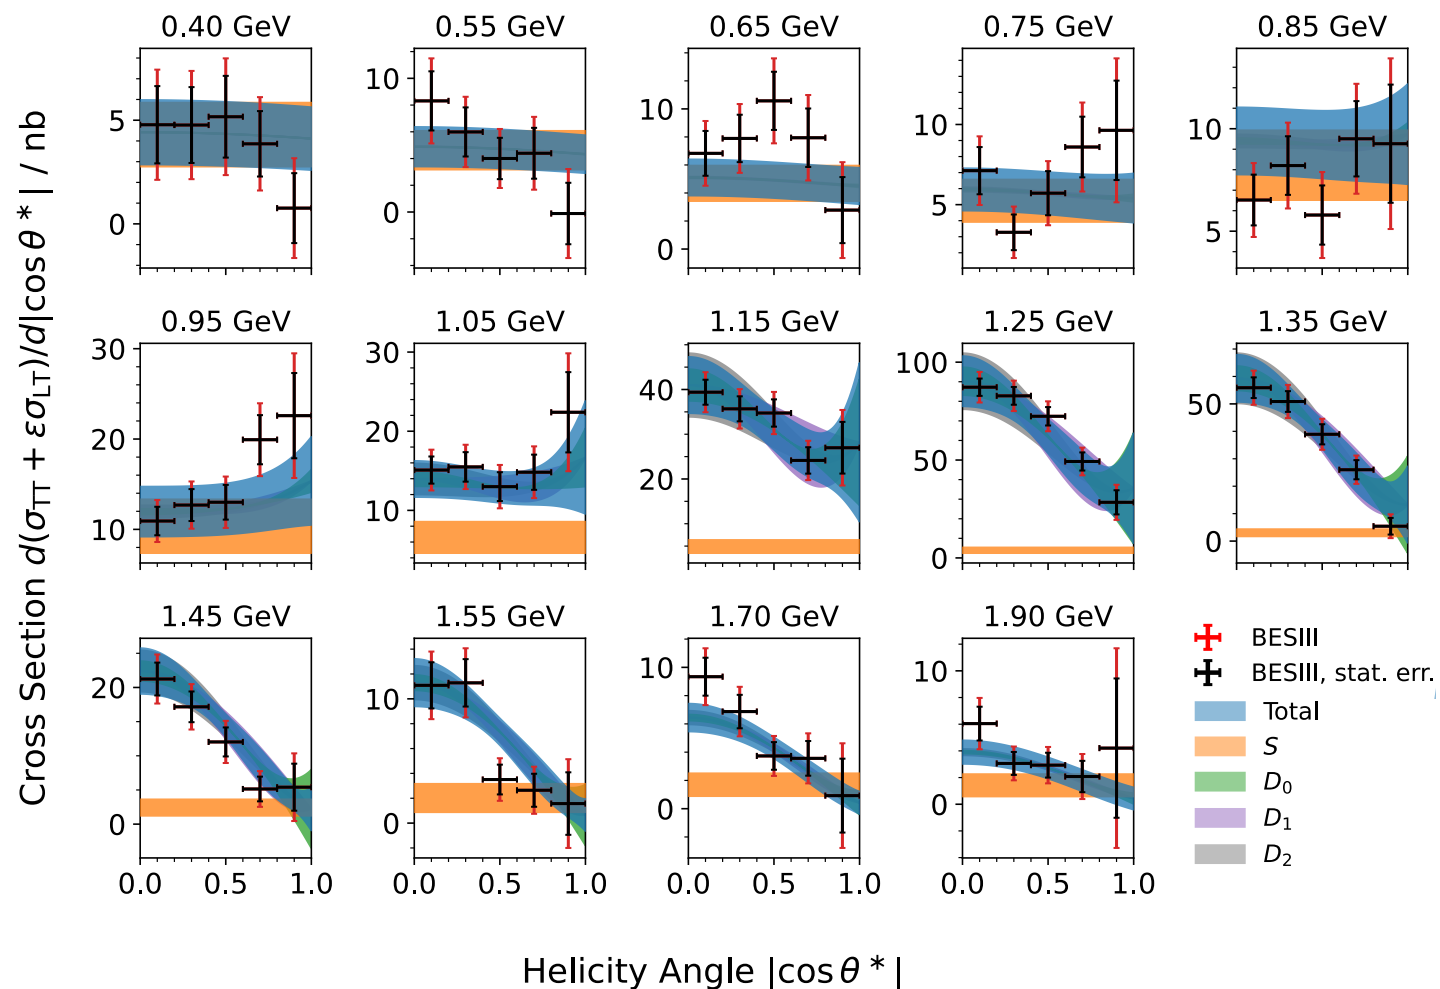 0.40 GeV
0.55 GeV
0.65 GeV
0.75 GeV
0.85 GeV
5
0
10
0
10
0
10
5
10
5
0.95 GeV
1.05 GeV
1.15 GeV
1.25 GeV
1.35 GeV
30
20
10
30
20
10
40
20
100
50
0
50
0
1.45 GeV
1.55 GeV
1.70 GeV
1.90 GeV
20
0
10
0
10
0
10
0
0.0 0.5 1.0
0.0 0.5 1.0
0.0 0.5 1.0
0.0 0.5 1.0
BESIII
BESIII, stat. err.
Total
S
D₀
D₁
D₂
Cross Section d(σ_TT + εσ_LT)/d|cos θ *| / nb
Helicity Angle |cos θ *|